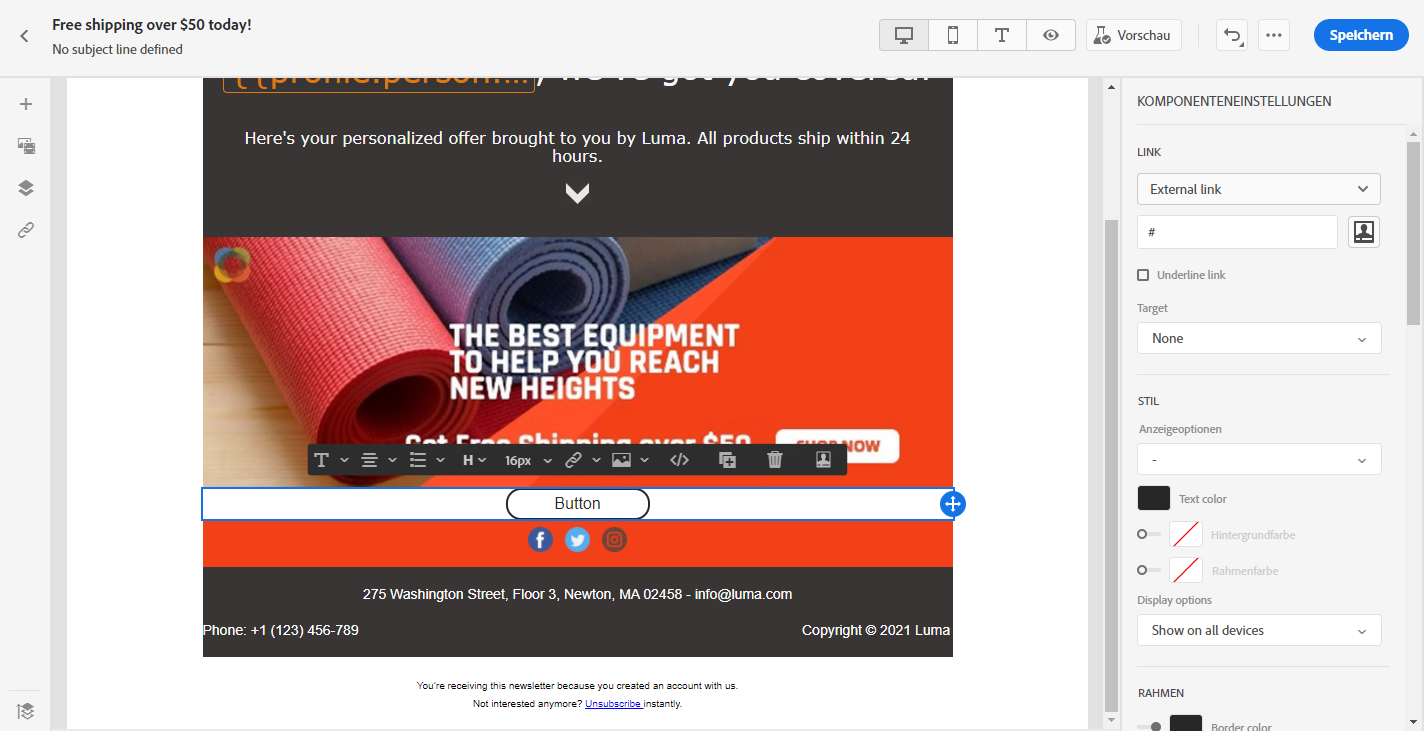 Free shipping over $50 today!
No subject line defined
Vorschau
Speichern
{{profile.person...., we've got you covered!
Here's your personalized offer brought to you by Luma. All products ship within 24
hours.
THE BEST EQUIPMENT
TO HELP YOU REACH
NEW HEIGHTS
Get Free Shipping over $50
SHOP NOW
H
16px
Button
275 Washington Street, Floor 3, Newton, MA 02458 - info@luma.com
Phone: +1 (123) 456-789
Copyright © 2021 Luma
You're receiving this newsletter because you created an account with us.
Not interested anymore? Unsubscribe instantly.
KOMPONENTENEINSTELLUNGEN
LINK
External link
#
Underline link
Target
None
STIL
Anzeigeoptionen
-
Text color
Hintergrundfarbe
Rahmenfarbe
Display options
Show on all devices
RAHMEN
Border color